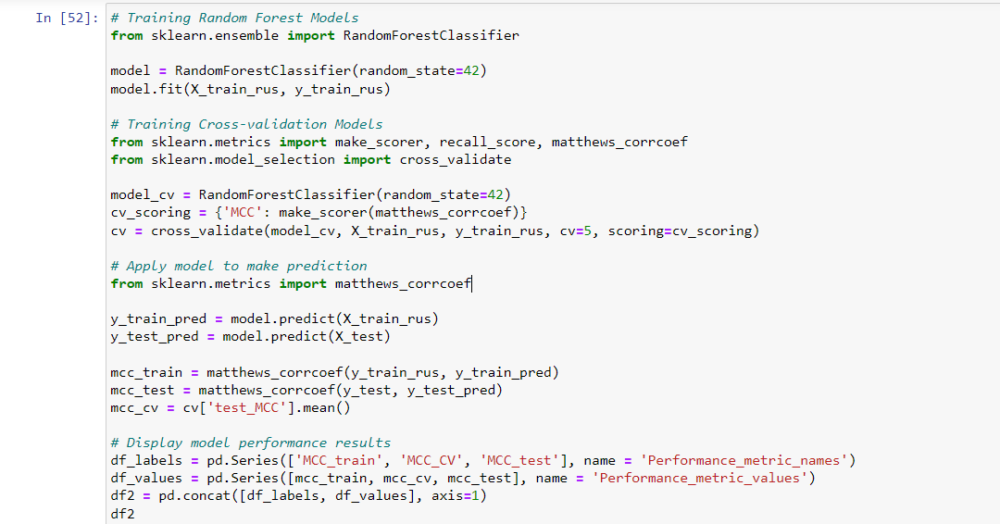 In [52]: # Training Random Forest Models
from sklearn.ensemble import RandomForestClassifier
model = RandomForestClassifier(random_state=42)
model.fit(X_train_rus, y_train_rus)
# Training Cross-validation Models
from sklearn.metrics import make_scorer, recall_score, matthews_corrcoef
from sklearn.model_selection import cross_validate
model_cv = RandomForestClassifier(random_state=42)
cv_scoring = {'MCC': make_scorer(matthews_corrcoef)}
cv = cross_validate(model_cv, X_train_rus, y_train_rus, cv=5, scoring=cv_scoring)
# Apply model to make prediction
from sklearn.metrics import matthews_corrcoef
y_train_pred = model.predict(X_train_rus)
y_test_pred = model.predict(X_test)
mcc_train = matthews_corrcoef(y_train_rus, y_train_pred)
mcc_test = matthews_corrcoef(y_test, y_test_pred)
mcc_cv = cv['test_MCC'].mean()
# Display model performance results
df_labels = pd.Series(['MCC_train', 'MCC_CV', 'MCC_test'], name = 'Performance_metric_names')
df_values = pd.Series([mcc_train, mcc_cv, mcc_test], name = 'Performance_metric_values')
df2 = pd.concat([df_labels, df_values], axis=1)
df2